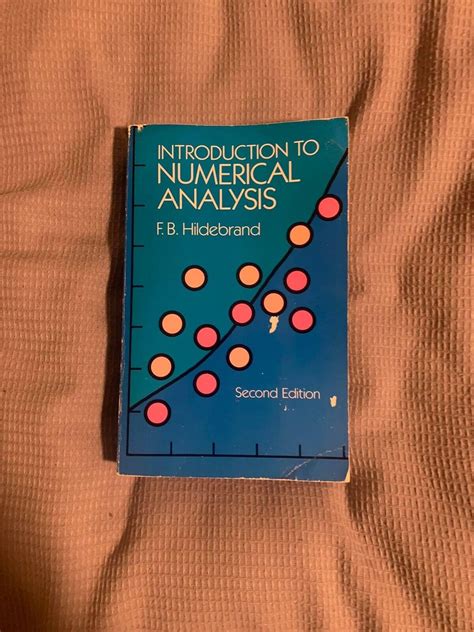 INTRODUCTION TO
NUMERICAL
ANALYSIS
F. B. Hildebrand
Second Edition